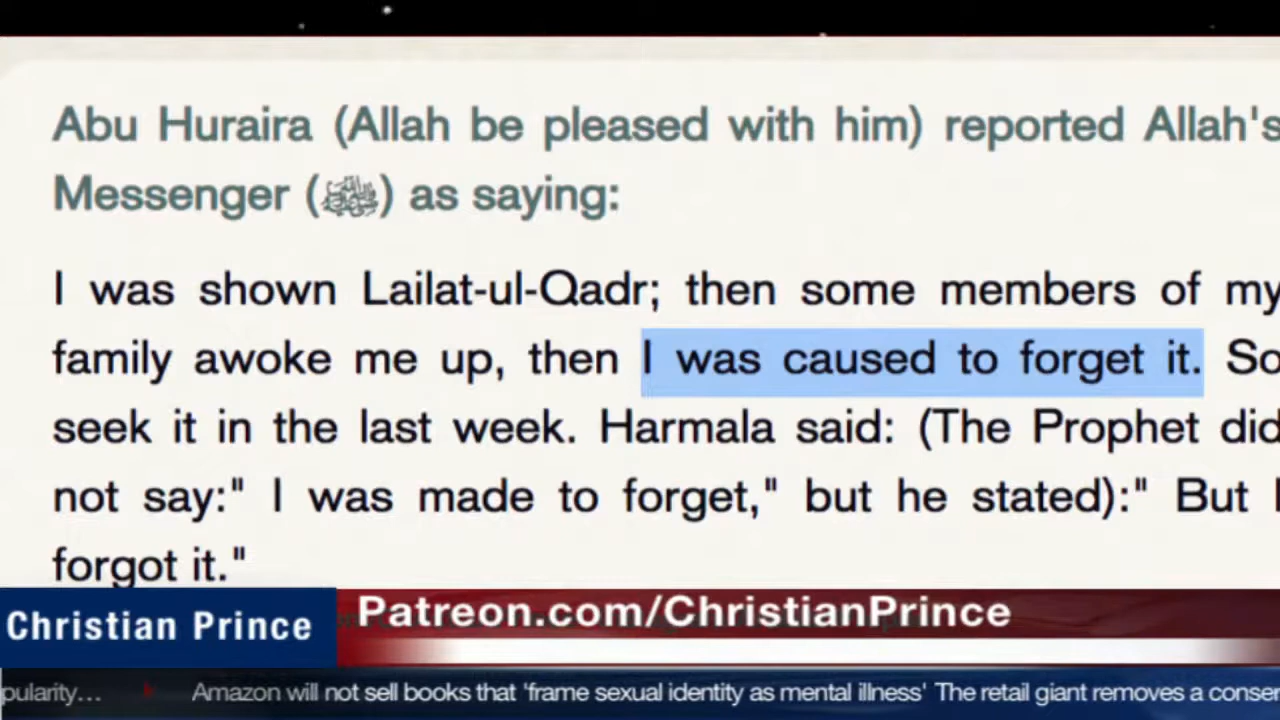 Abu Huraira (Allah be pleased with him) reported Allah's
Messenger (ﷺ) as saying:
I was shown Lailat-ul-Qadr; then some members of my
family awoke me up, then I was caused to forget it. So
seek it in the last week. Harmala said: (The Prophet did
not say:" I was made to forget," but he stated):" But I
forgot it."
Christian Prince
Patreon.com/ChristianPrince
pularity... Amazon will not sell books that 'frame sexual identity as mental illness' The retail giant removes a conser